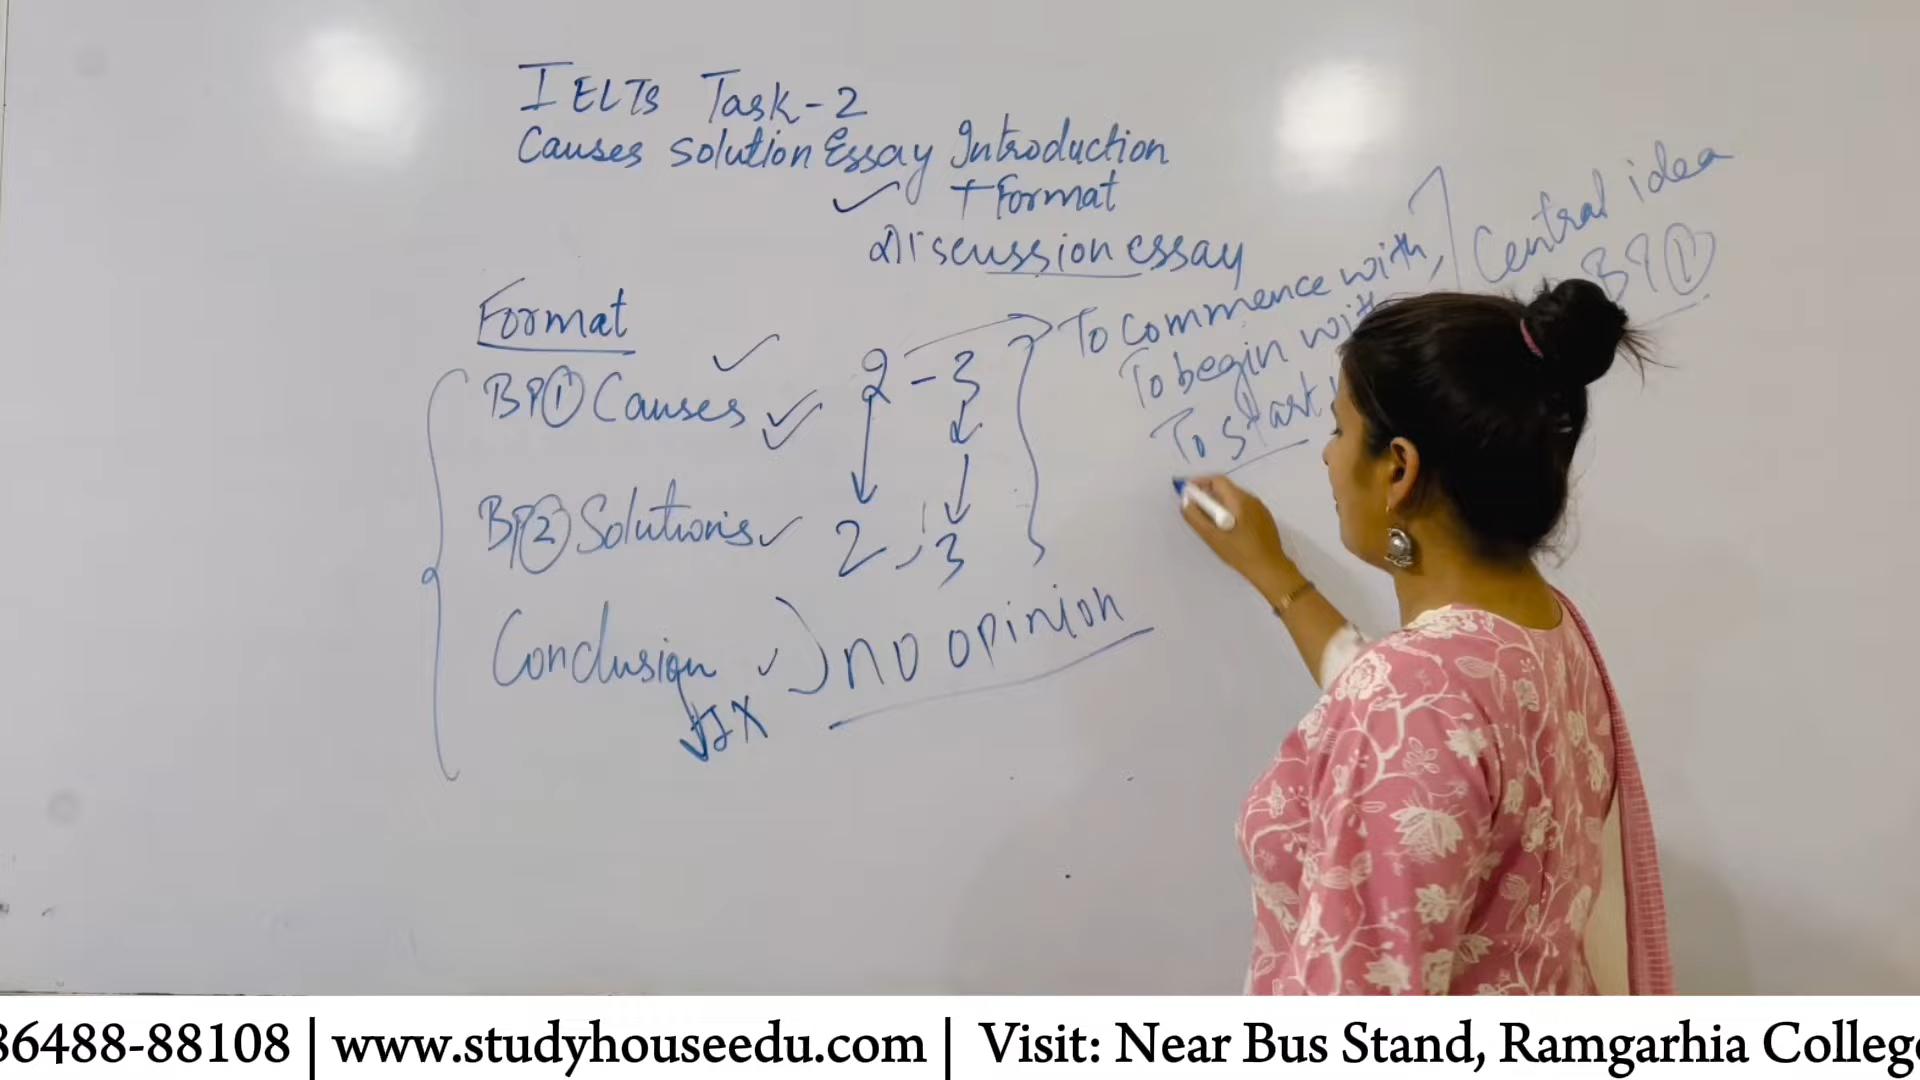 IELTS Task-2
Causes solution Essay Introduction
+ Format
Discussion essay
Format
BP① Causes 2 - 3
BP② Solutions 2, 3
Conclusion no opinion
To commence with,
To begin with
To start
Central idea
BP①
86488-88108 | www.studyhouseedu.com | Visit: Near Bus Stand, Ramgarhia College